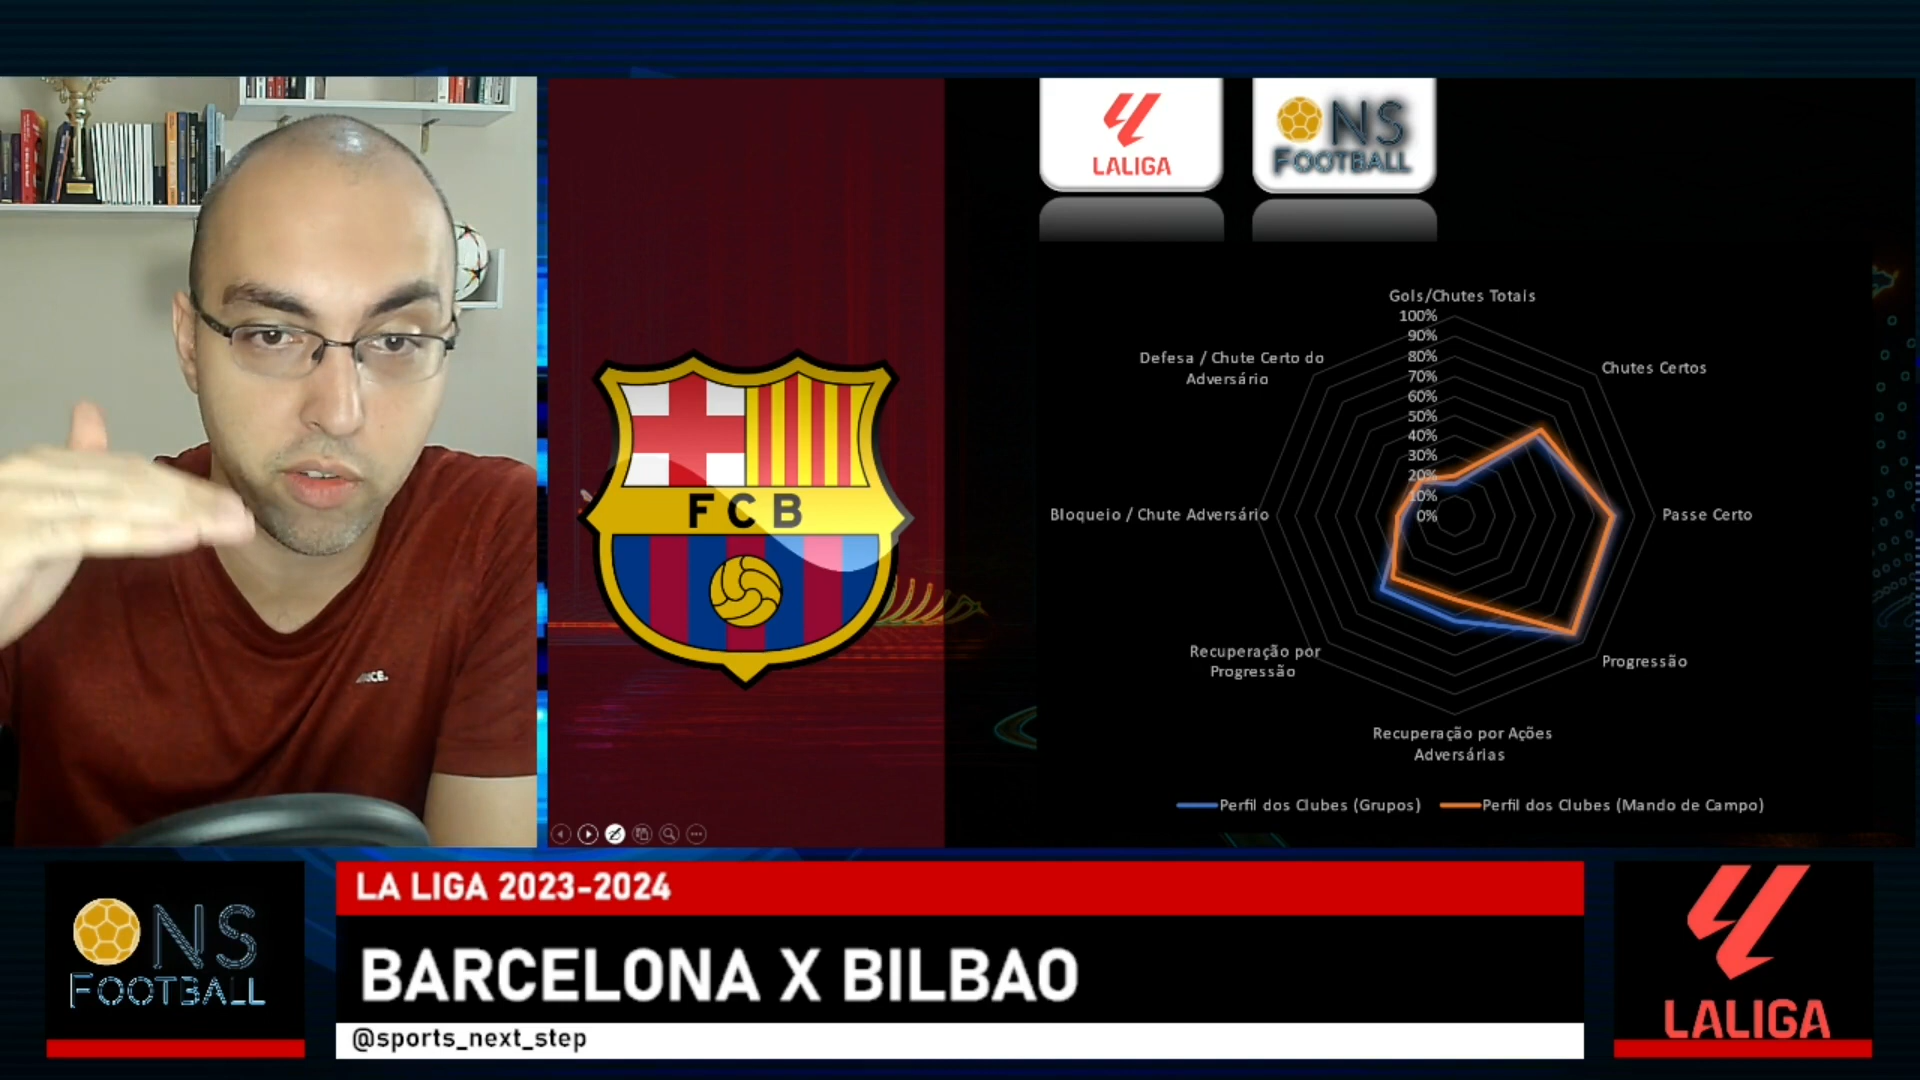 LALIGA
ONS
FOOTBALL
FCB
Gols/Chutes Totais
100%
90%
80%
70%
60%
50%
40%
30%
20%
10%
0%
Chutes Certos
Passe Certo
Progressão
Recuperação por Ações
Adversárias
Recuperação por
Progressão
Bloqueio / Chute Adversário
Defesa / Chute Certo do
Adversário
Perfil dos Clubes (Grupos)
Perfil dos Clubes (Mando de Campo)
ONS
FOOTBALL
LA LIGA 2023-2024
BARCELONA X BILBAO
@sports_next_step
LALIGA